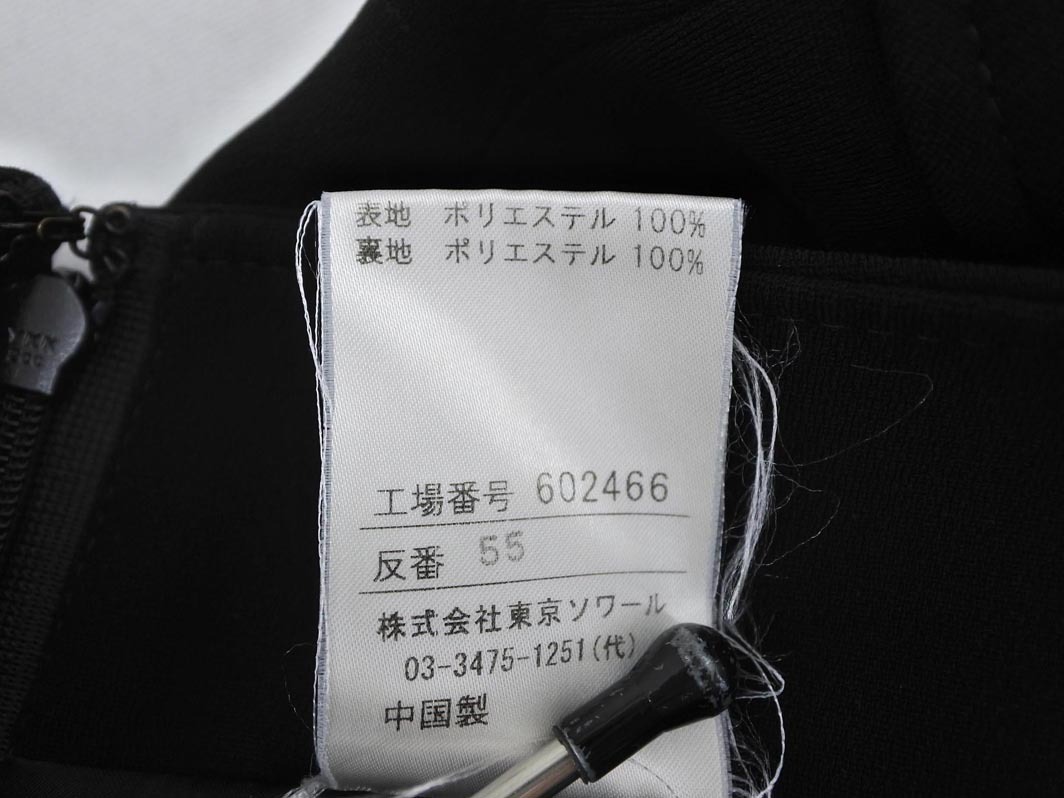 表地 ポリエステル 100%
裏地 ポリエステル 100%
工場番号 602466
反番 55
株式会社東京ソワール
03-3475-1251(代)
中国製